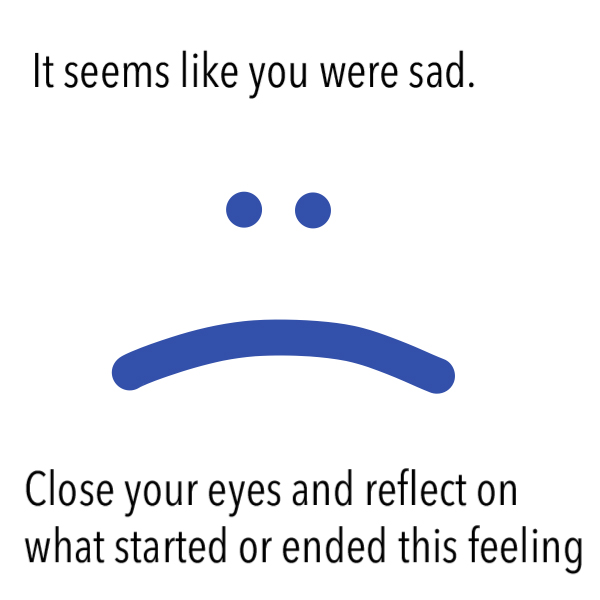 It seems like you were sad.
Close your eyes and reflect on
what started or ended this feeling